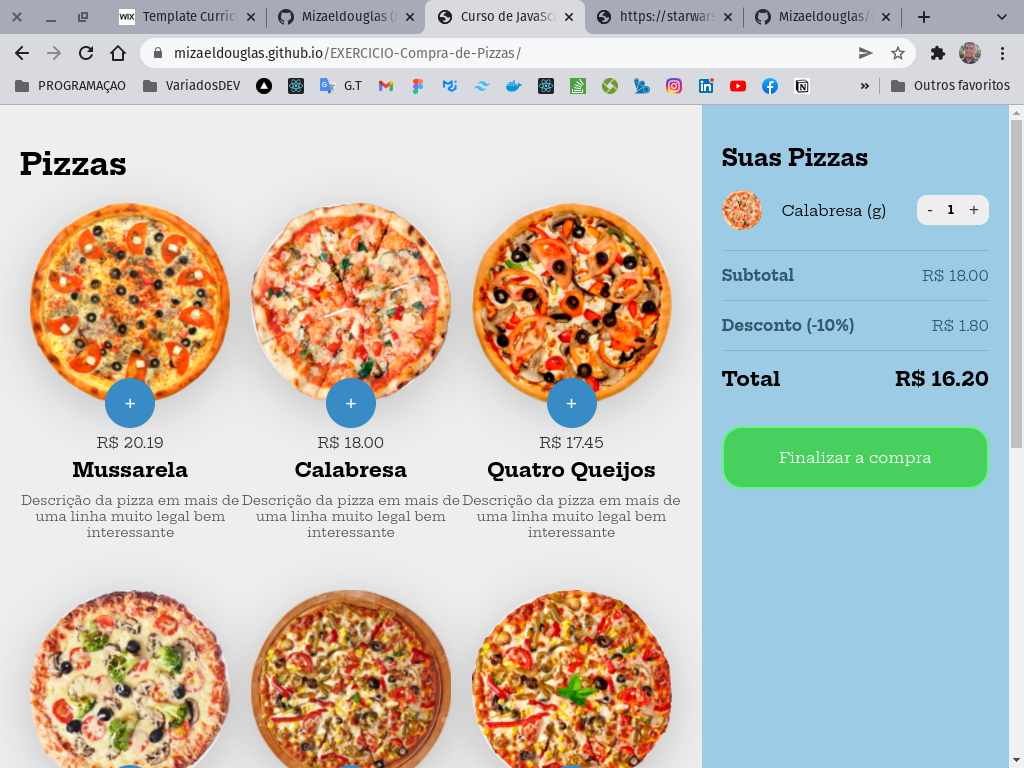 WiX Template Curríc
Mizaeldouglas (
Curso de JavaSc
https://starwar
Mizaeldouglas/
mizaeldouglas.github.io/EXERCICIO-Compra-de-Pizzas/
PROGRAMAÇAO VariadosDEV G.T » Outros favoritos
Pizzas
R$ 20.19
Mussarela
Descrição da pizza em mais de
uma linha muito legal bem
interessante
R$ 18.00
Calabresa
Descrição da pizza em mais de
uma linha muito legal bem
interessante
R$ 17.45
Quatro Queijos
Descrição da pizza em mais de
uma linha muito legal bem
interessante
Suas Pizzas
Calabresa (g) - 1 +
Subtotal R$ 18.00
Desconto (-10%) R$ 1.80
Total R$ 16.20
Finalizar a compra